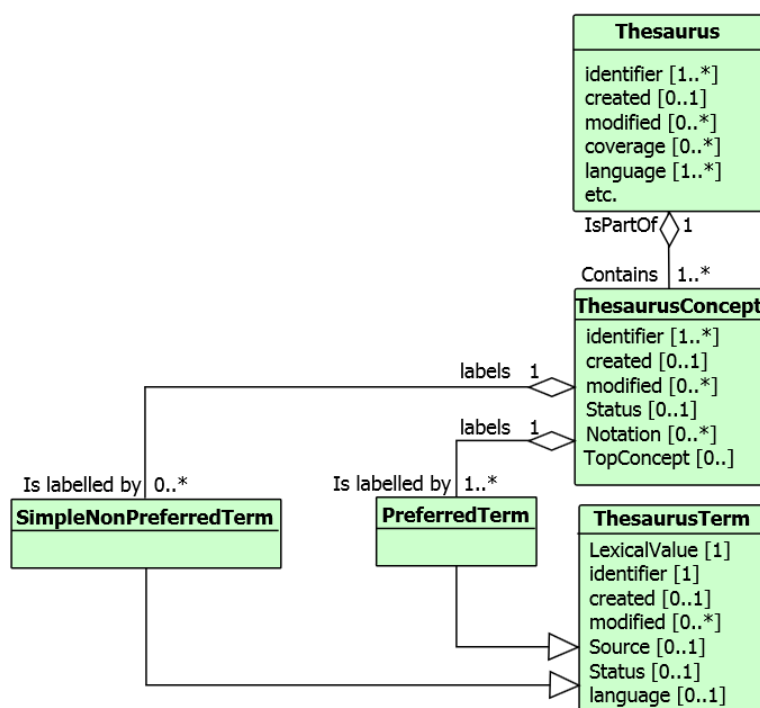 Thesaurus
identifier [1..*]
created [0..1]
modified [0..*]
coverage [0..*]
language [1..*]
etc.
IsPartOf 1
Contains 1..*
ThesaurusConcept
identifier [1..*]
created [0..1]
modified [0..*]
Status [0..1]
Notation [0..*]
TopConcept [0..]
labels 1
labels 1
Is labelled by 0..*
Is labelled by 1..*
SimpleNonPreferredTerm
PreferredTerm
ThesaurusTerm
LexicalValue [1]
identifier [1]
created [0..1]
modified [0..*]
Source [0..1]
Status [0..1]
language [0..1]